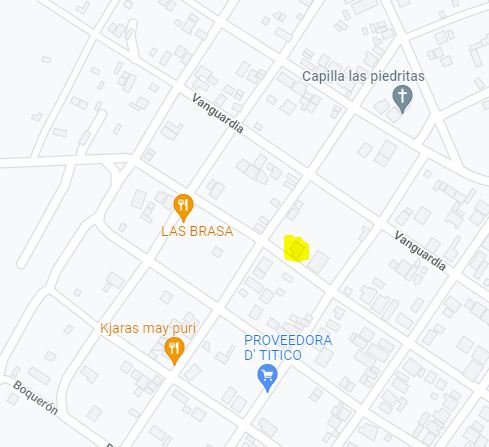 Capilla las piedritas
Vanguardia
LAS BRASA
Vanguardia
Kjaras may puri
PROVEEDORA
D' TITICO
Boquerón